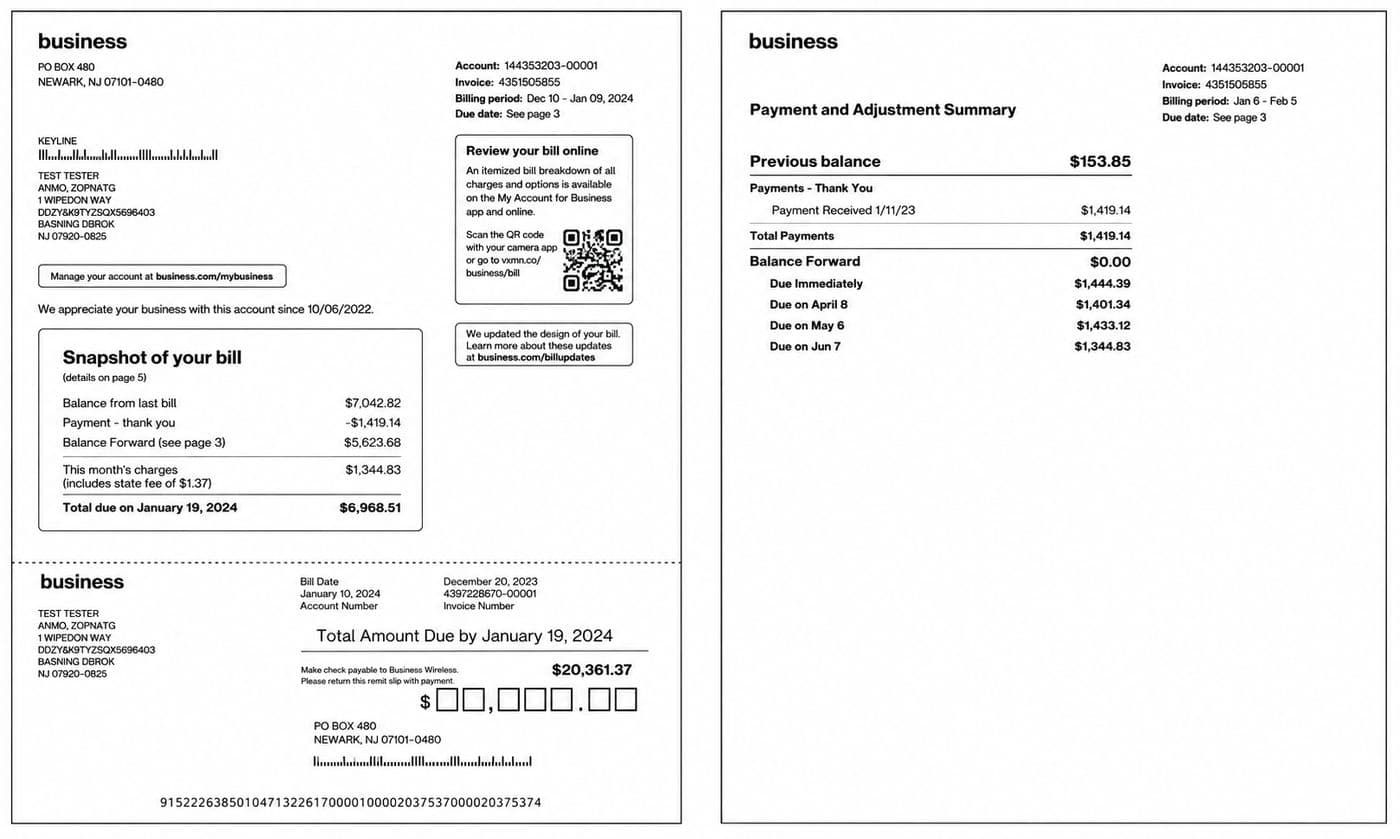 business
PO BOX 480
NEWARK, NJ 07101-0480
Account: 144353203-00001
Invoice: 4351505855
Billing period: Dec 10 - Jan 09, 2024
Due date: See page 3
KEYLINE
TEST TESTER
ANMO, ZOPNATG
1 WIPEDON WAY
DDZY&K9TYZSQX5696403
BASNING DBROK
NJ 07920-0825
Review your bill online
An itemized bill breakdown of all
charges and options is available
on the My Account for Business
app and online.
Scan the QR code
with your camera app
or go to vxmn.co/
business/bill
Manage your account at business.com/mybusiness
We appreciate your business with this account since 10/06/2022.
We updated the design of your bill.
Learn more about these updates
at business.com/billupdates
Snapshot of your bill
(details on page 5)
Balance from last bill $7,042.82
Payment - thank you -$1,419.14
Balance Forward (see page 3) $5,623.68
This month's charges $1,344.83
(includes state fee of $1.37)
Total due on January 19, 2024 $6,968.51
business
TEST TESTER
ANMO, ZOPNATG
1 WIPEDON WAY
DDZY&K9TYZSQX5696403
BASNING DBROK
NJ 07920-0825
Bill Date December 20, 2023
January 10, 2024 4397228670-00001
Account Number Invoice Number
Total Amount Due by January 19, 2024
Make check payable to Business Wireless.
Please return this remit slip with payment.
$20,361.37
$ , .
PO BOX 480
NEWARK, NJ 07101-0480
91522263850104713226170000100002037537000020375374
business
Account: 144353203-00001
Invoice: 4351505855
Billing period: Jan 6 - Feb 5
Due date: See page 3
Payment and Adjustment Summary
Previous balance $153.85
Payments - Thank You
Payment Received 1/11/23 $1,419.14
Total Payments $1,419.14
Balance Forward $0.00
Due Immediately $1,444.39
Due on April 8 $1,401.34
Due on May 6 $1,433.12
Due on Jun 7 $1,344.83